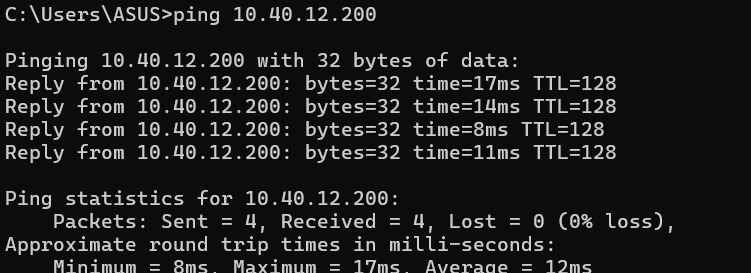 C:\Users\ASUS>ping 10.40.12.200
Pinging 10.40.12.200 with 32 bytes of data:
Reply from 10.40.12.200: bytes=32 time=17ms TTL=128
Reply from 10.40.12.200: bytes=32 time=14ms TTL=128
Reply from 10.40.12.200: bytes=32 time=8ms TTL=128
Reply from 10.40.12.200: bytes=32 time=11ms TTL=128
Ping statistics for 10.40.12.200:
Packets: Sent = 4, Received = 4, Lost = 0 (0% loss),
Approximate round trip times in milli-seconds:
Minimum = 8ms, Maximum = 17ms, Average = 12ms